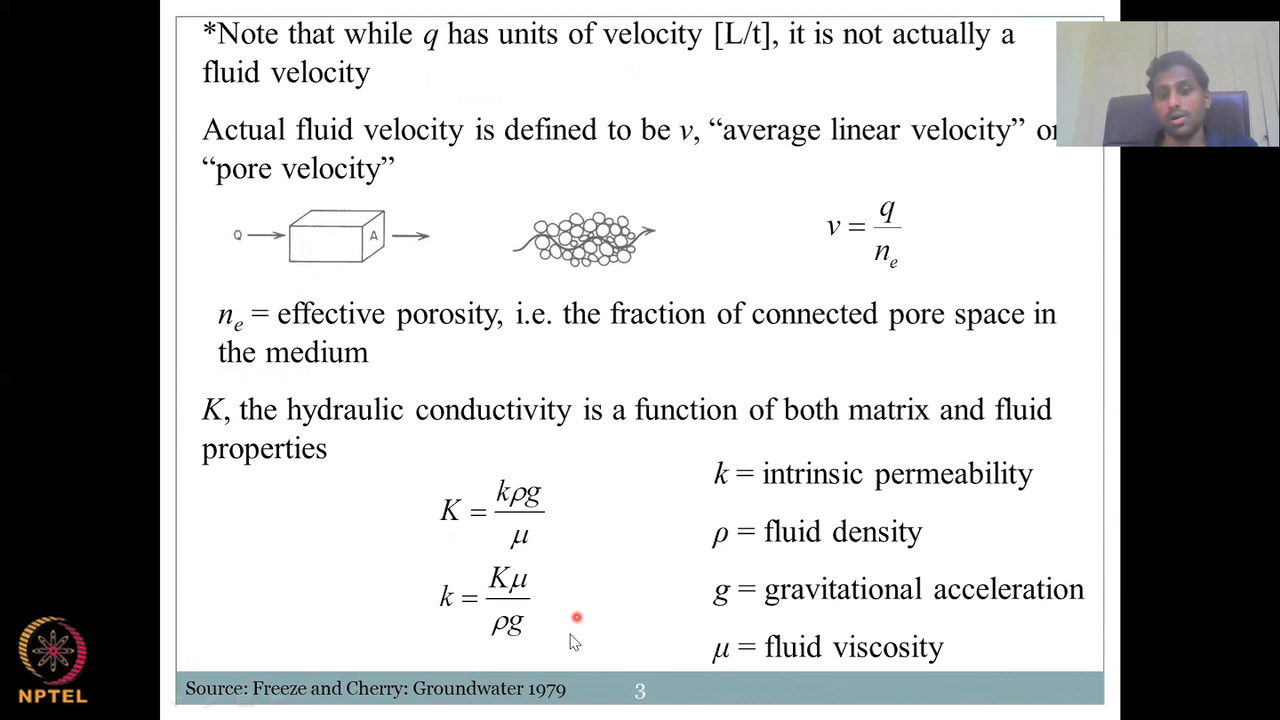 *Note that while q has units of velocity [L/t], it is not actually a
fluid velocity
Actual fluid velocity is defined to be v, “average linear velocity” or
“pore velocity”
Q
A
v = q / nₑ
nₑ = effective porosity, i.e. the fraction of connected pore space in
the medium
K, the hydraulic conductivity is a function of both matrix and fluid
properties
K = kρg / μ
k = Kμ / ρg
k = intrinsic permeability
ρ = fluid density
g = gravitational acceleration
μ = fluid viscosity
Source: Freeze and Cherry: Groundwater 1979
3
NPTEL